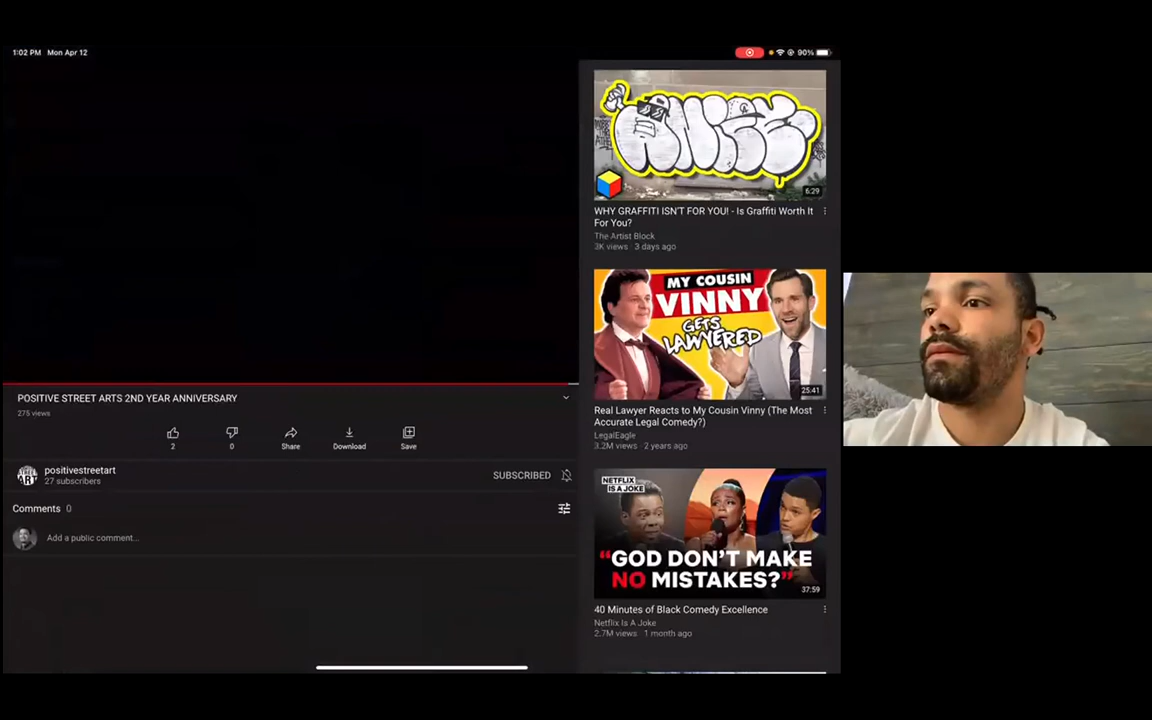 1:02 PM Mon Apr 12
90%
POSITIVE STREET ARTS 2ND YEAR ANNIVERSARY
275 views
2
0
Share
Download
Save
positivestreetart
27 subscribers
SUBSCRIBED
Comments 0
Add a public comment...
6:29
WHY GRAFFITI ISN'T FOR YOU! - Is Graffiti Worth It
For You?
The Artist Block
3K views · 3 days ago
MY COUSIN
VINNY
GETS
LAWYERED
25:41
Real Lawyer Reacts to My Cousin Vinny (The Most
Accurate Legal Comedy?)
LegalEagle
3.2M views · 2 years ago
NETFLIX
IS A JOKE
"GOD DON'T MAKE
NO MISTAKES?"
37:59
40 Minutes of Black Comedy Excellence
Netflix Is A Joke
2.7M views · 1 month ago